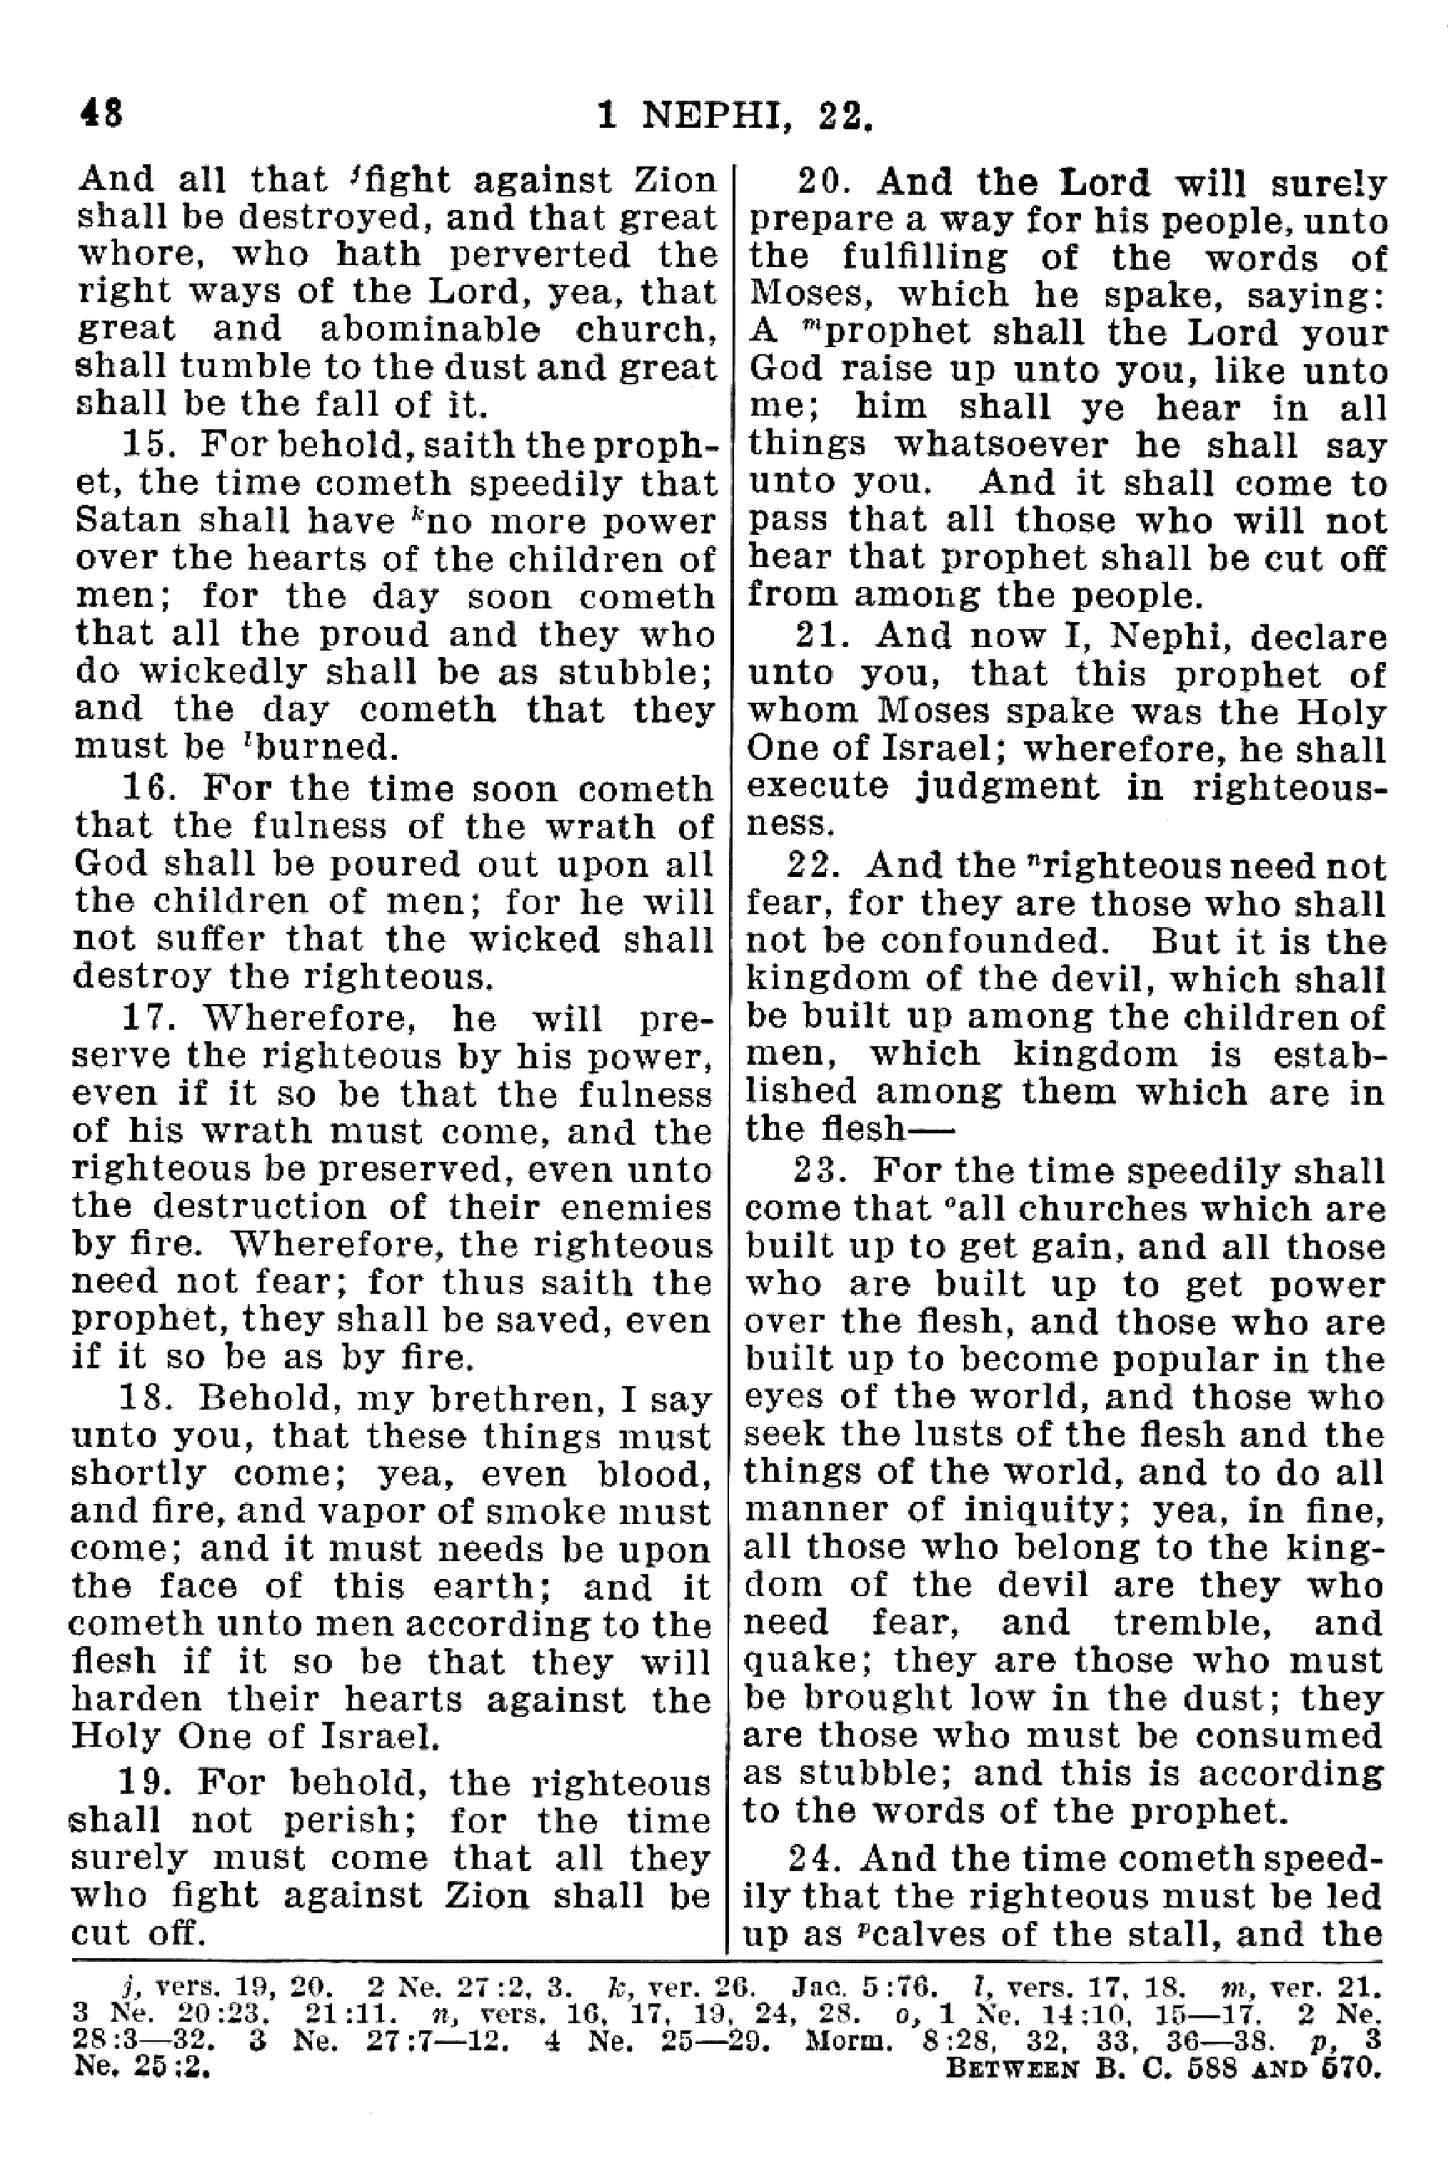 48
1 NEPHI, 22.
And all that jfight against Zion
shall be destroyed, and that great
whore, who hath perverted the
right ways of the Lord, yea, that
great and abominable church,
shall tumble to the dust and great
shall be the fall of it.
15. For behold, saith the proph-
et, the time cometh speedily that
Satan shall have kno more power
over the hearts of the children of
men; for the day soon cometh
that all the proud and they who
do wickedly shall be as stubble;
and the day cometh that they
must be lburned.
16. For the time soon cometh
that the fulness of the wrath of
God shall be poured out upon all
the children of men; for he will
not suffer that the wicked shall
destroy the righteous.
17. Wherefore, he will pre-
serve the righteous by his power,
even if it so be that the fulness
of his wrath must come, and the
righteous be preserved, even unto
the destruction of their enemies
by fire. Wherefore, the righteous
need not fear; for thus saith the
prophet, they shall be saved, even
if it so be as by fire.
18. Behold, my brethren, I say
unto you, that these things must
shortly come; yea, even blood,
and fire, and vapor of smoke must
come; and it must needs be upon
the face of this earth; and it
cometh unto men according to the
flesh if it so be that they will
harden their hearts against the
Holy One of Israel.
19. For behold, the righteous
shall not perish; for the time
surely must come that all they
who fight against Zion shall be
cut off.
20. And the Lord will surely
prepare a way for his people, unto
the fulfilling of the words of
Moses, which he spake, saying:
A mprophet shall the Lord your
God raise up unto you, like unto
me; him shall ye hear in all
things whatsoever he shall say
unto you. And it shall come to
pass that all those who will not
hear that prophet shall be cut off
from among the people.
21. And now I, Nephi, declare
unto you, that this prophet of
whom Moses spake was the Holy
One of Israel; wherefore, he shall
execute judgment in righteous-
ness.
22. And the nrighteous need not
fear, for they are those who shall
not be confounded. But it is the
kingdom of the devil, which shall
be built up among the children of
men, which kingdom is estab-
lished among them which are in
the flesh—
23. For the time speedily shall
come that oall churches which are
built up to get gain, and all those
who are built up to get power
over the flesh, and those who are
built up to become popular in the
eyes of the world, and those who
seek the lusts of the flesh and the
things of the world, and to do all
manner of iniquity; yea, in fine,
all those who belong to the king-
dom of the devil are they who
need fear, and tremble, and
quake; they are those who must
be brought low in the dust; they
are those who must be consumed
as stubble; and this is according
to the words of the prophet.
24. And the time cometh speed-
ily that the righteous must be led
up as pcalves of the stall, and the
j, vers. 19, 20. 2 Ne. 27:2, 3. k, ver. 26. Jac. 5:76. l, vers. 17, 18. m, ver. 21.
3 Ne. 20:23. 21:11. n, vers. 16, 17, 19, 24, 28. o, 1 Ne. 14:10, 15—17. 2 Ne.
28:3—32. 3 Ne. 27:7—12. 4 Ne. 25—29. Morm. 8:28, 32, 33, 36—38. p, 3
Ne. 25:2.
BETWEEN B. C. 588 AND 570.